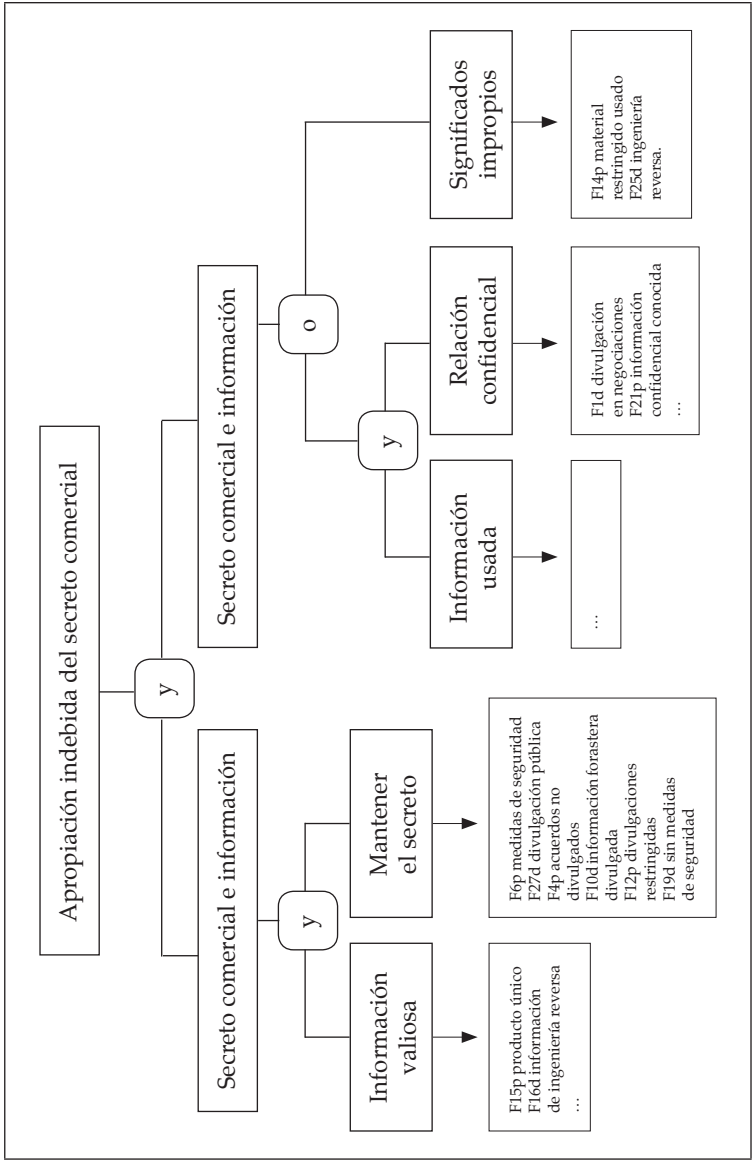 Apropiación indebida del secreto comercial
y
Secreto comercial e información
Secreto comercial e información
y
o
Información
valiosa
Mantener
el secreto
y
Información
usada
Relación
confidencial
Significados
impropios
F15p producto único
F16d información
de ingeniería reversa
…
F6p medidas de seguridad
F27d divulgación pública
F4p acuerdos no
divulgados
F10d información forastera
divulgada
F12p divulgaciones
restringidas
F19d sin medidas
de seguridad
…
F1d divulgación
en negociaciones
F21p información
confidencial conocida
…
F14p material
restringido usado
F25d ingeniería
reversa.